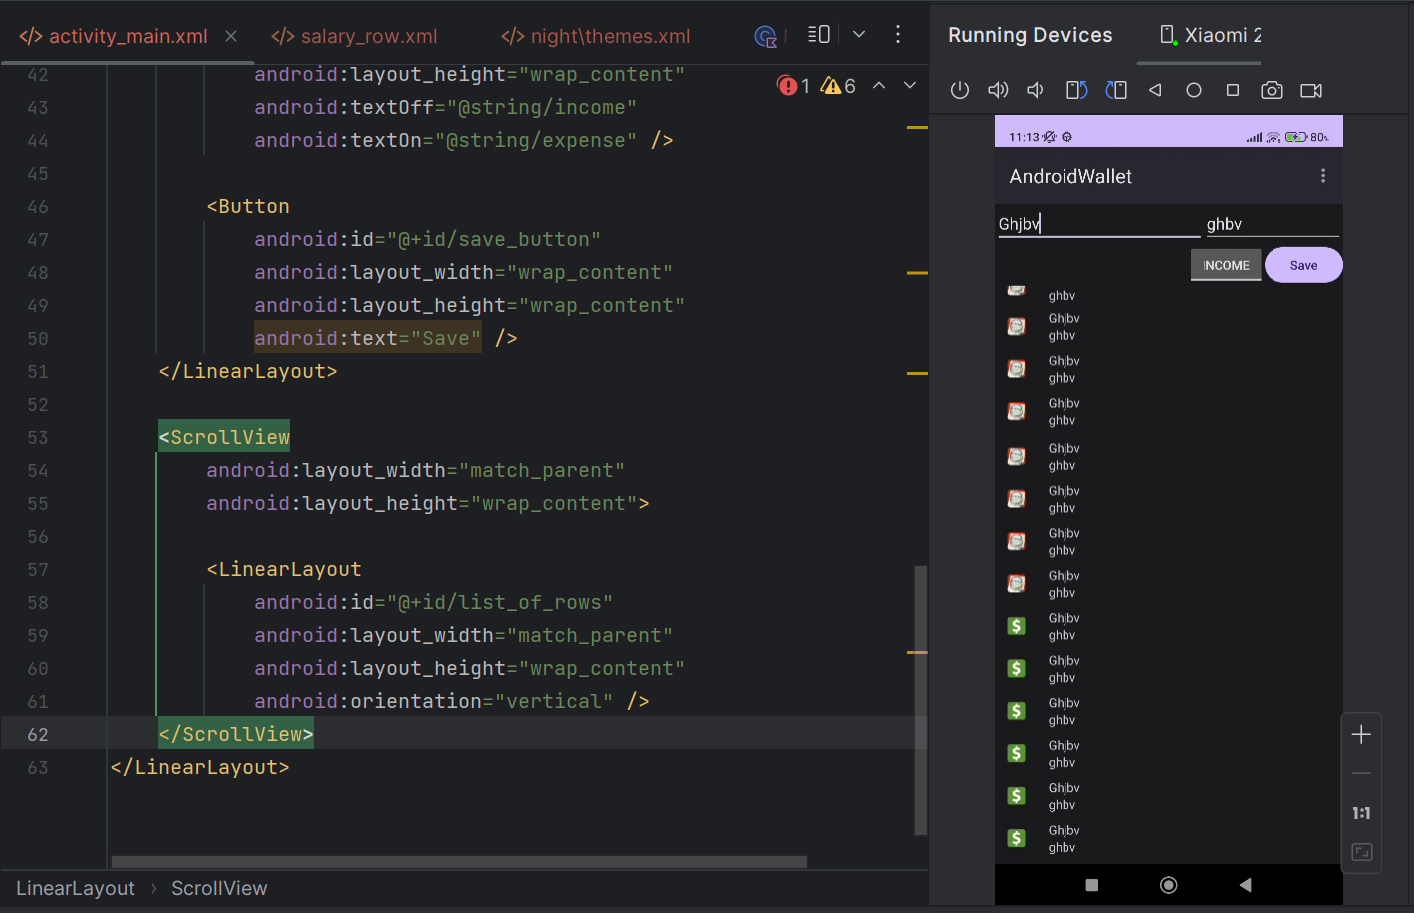 activity_main.xml
salary_row.xml
night\themes.xml
Running Devices
Xiaomi 2
1
6
42 android:layout_height="wrap_content"
43 android:textOff="@string/income"
44 android:textOn="@string/expense" />
45
46 <Button
47 android:id="@+id/save_button"
48 android:layout_width="wrap_content"
49 android:layout_height="wrap_content"
50 android:text="Save" />
51 </LinearLayout>
52
53 <ScrollView
54 android:layout_width="match_parent"
55 android:layout_height="wrap_content">
56
57 <LinearLayout
58 android:id="@+id/list_of_rows"
59 android:layout_width="match_parent"
60 android:layout_height="wrap_content"
61 android:orientation="vertical" />
62 </ScrollView>
63 </LinearLayout>
LinearLayout › ScrollView
11:13
80%
AndroidWallet
Ghjbv
ghbv
INCOME
Save
ghbv
Ghjbv
ghbv
Ghjbv
ghbv
Ghjbv
ghbv
Ghjbv
ghbv
Ghjbv
ghbv
Ghjbv
ghbv
Ghjbv
ghbv
Ghjbv
ghbv
Ghjbv
ghbv
Ghjbv
ghbv
Ghjbv
ghbv
Ghjbv
ghbv
Ghjbv
ghbv
1:1